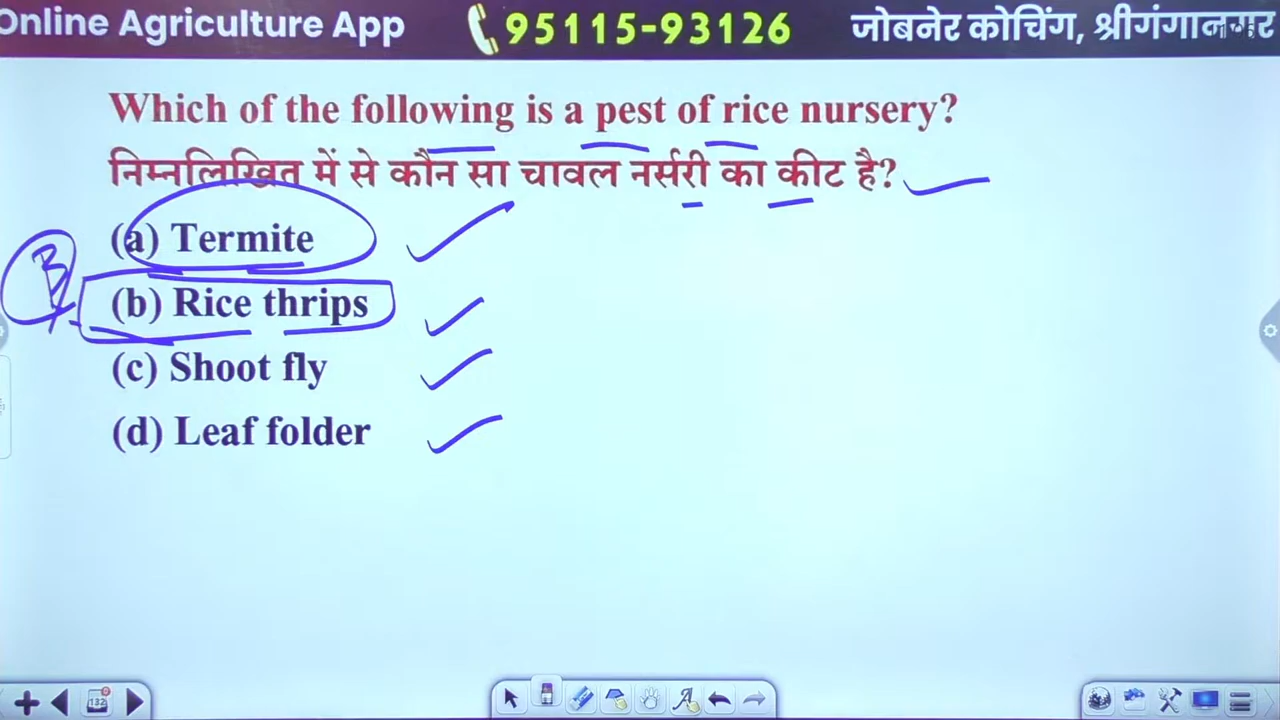 Online Agriculture App 95115-93126 जोबनेर कोचिंग, श्रीगंगानगर
Which of the following is a pest of rice nursery?
निम्नलिखित में से कौन सा चावल नर्सरी का कीट है?
(a) Termite
B
(b) Rice thrips
(c) Shoot fly
(d) Leaf folder
132